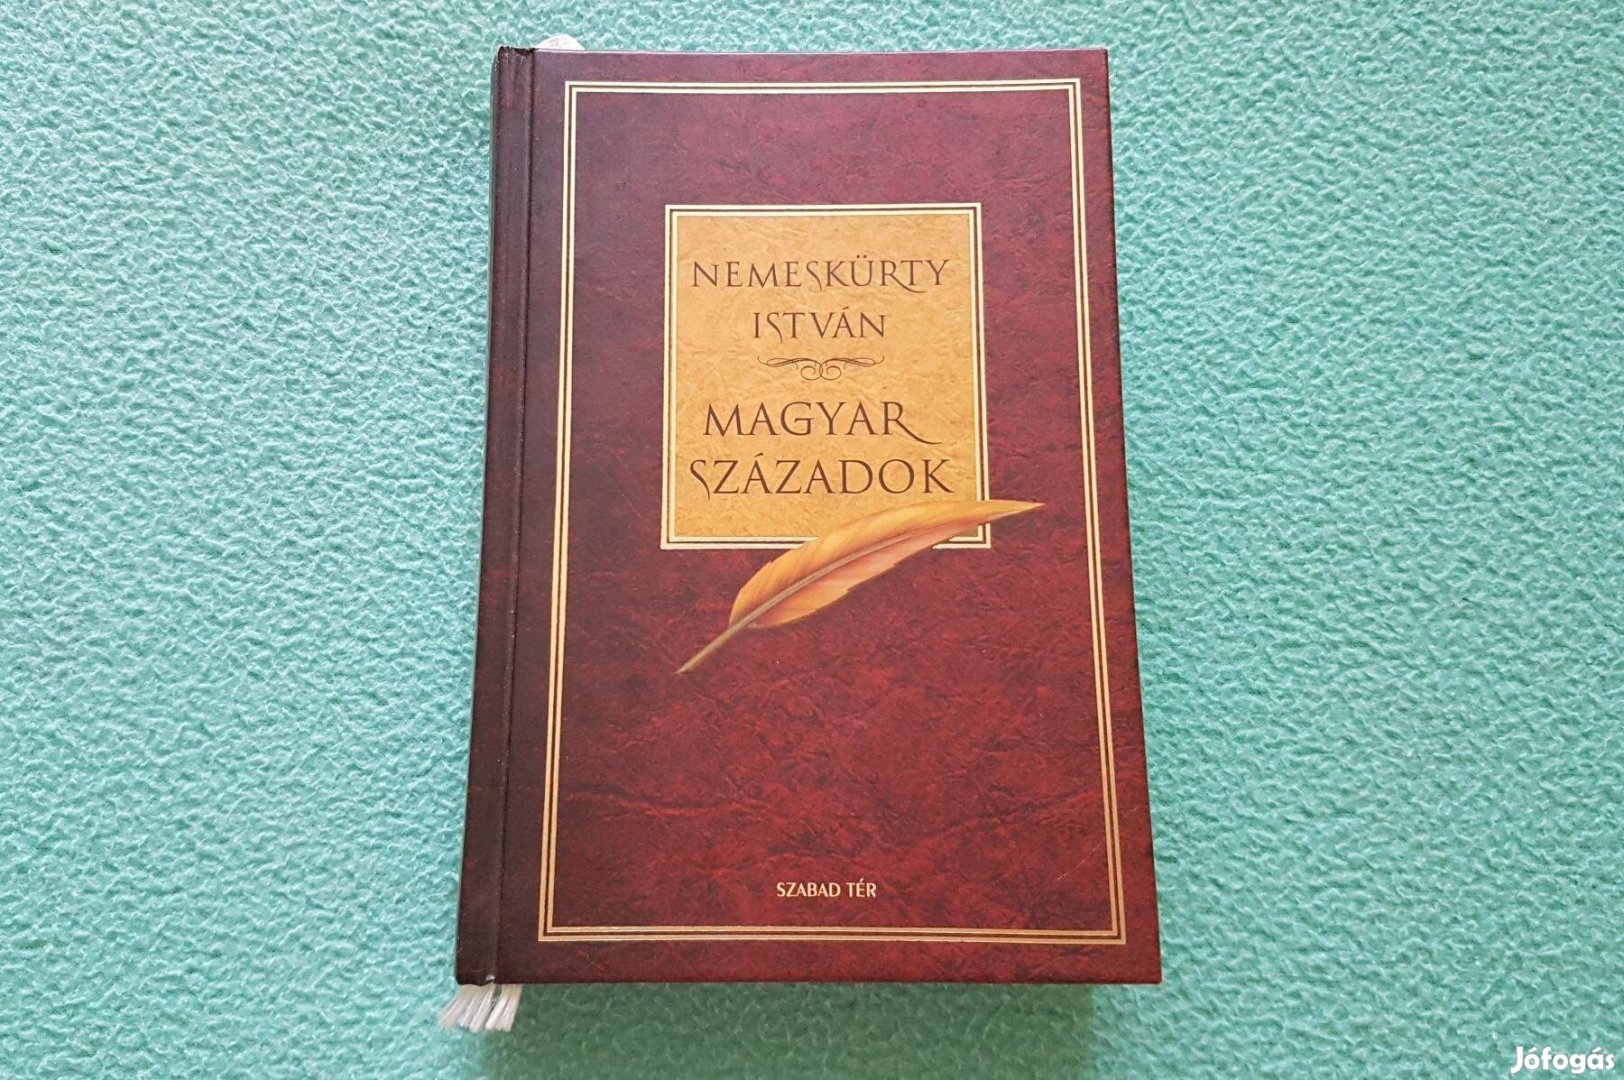 NEMESKÜRTY
ISTVÁN
MAGYAR
SZÁZADOK
SZABAD TÉR
Jófogás